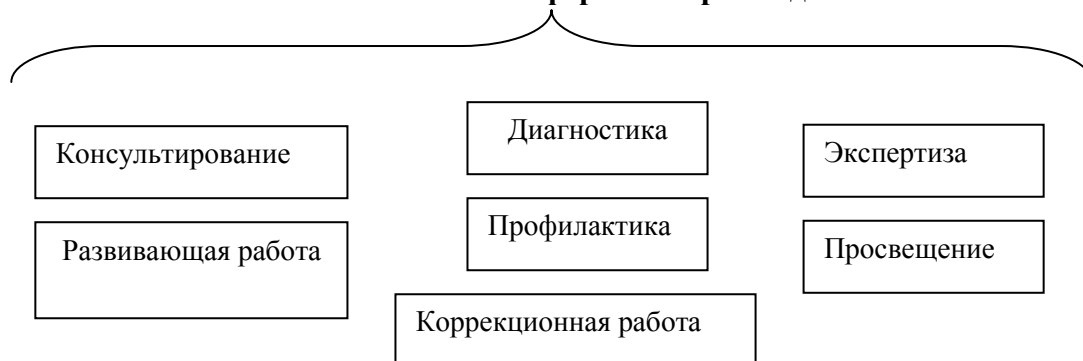 Консультирование
Диагностика
Экспертиза
Развивающая работа
Профилактика
Просвещение
Коррекционная работа